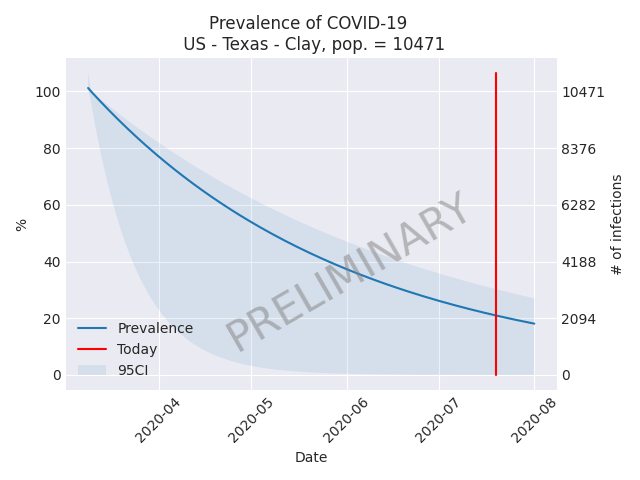 Prevalence of COVID-19
US - Texas - Clay, pop. = 10471
100
80
60
40
20
0
%
10471
8376
6282
4188
2094
0
# of infections
PRELIMINARY
Prevalence
Today
95CI
2020-04
2020-05
2020-06
2020-07
2020-08
Date